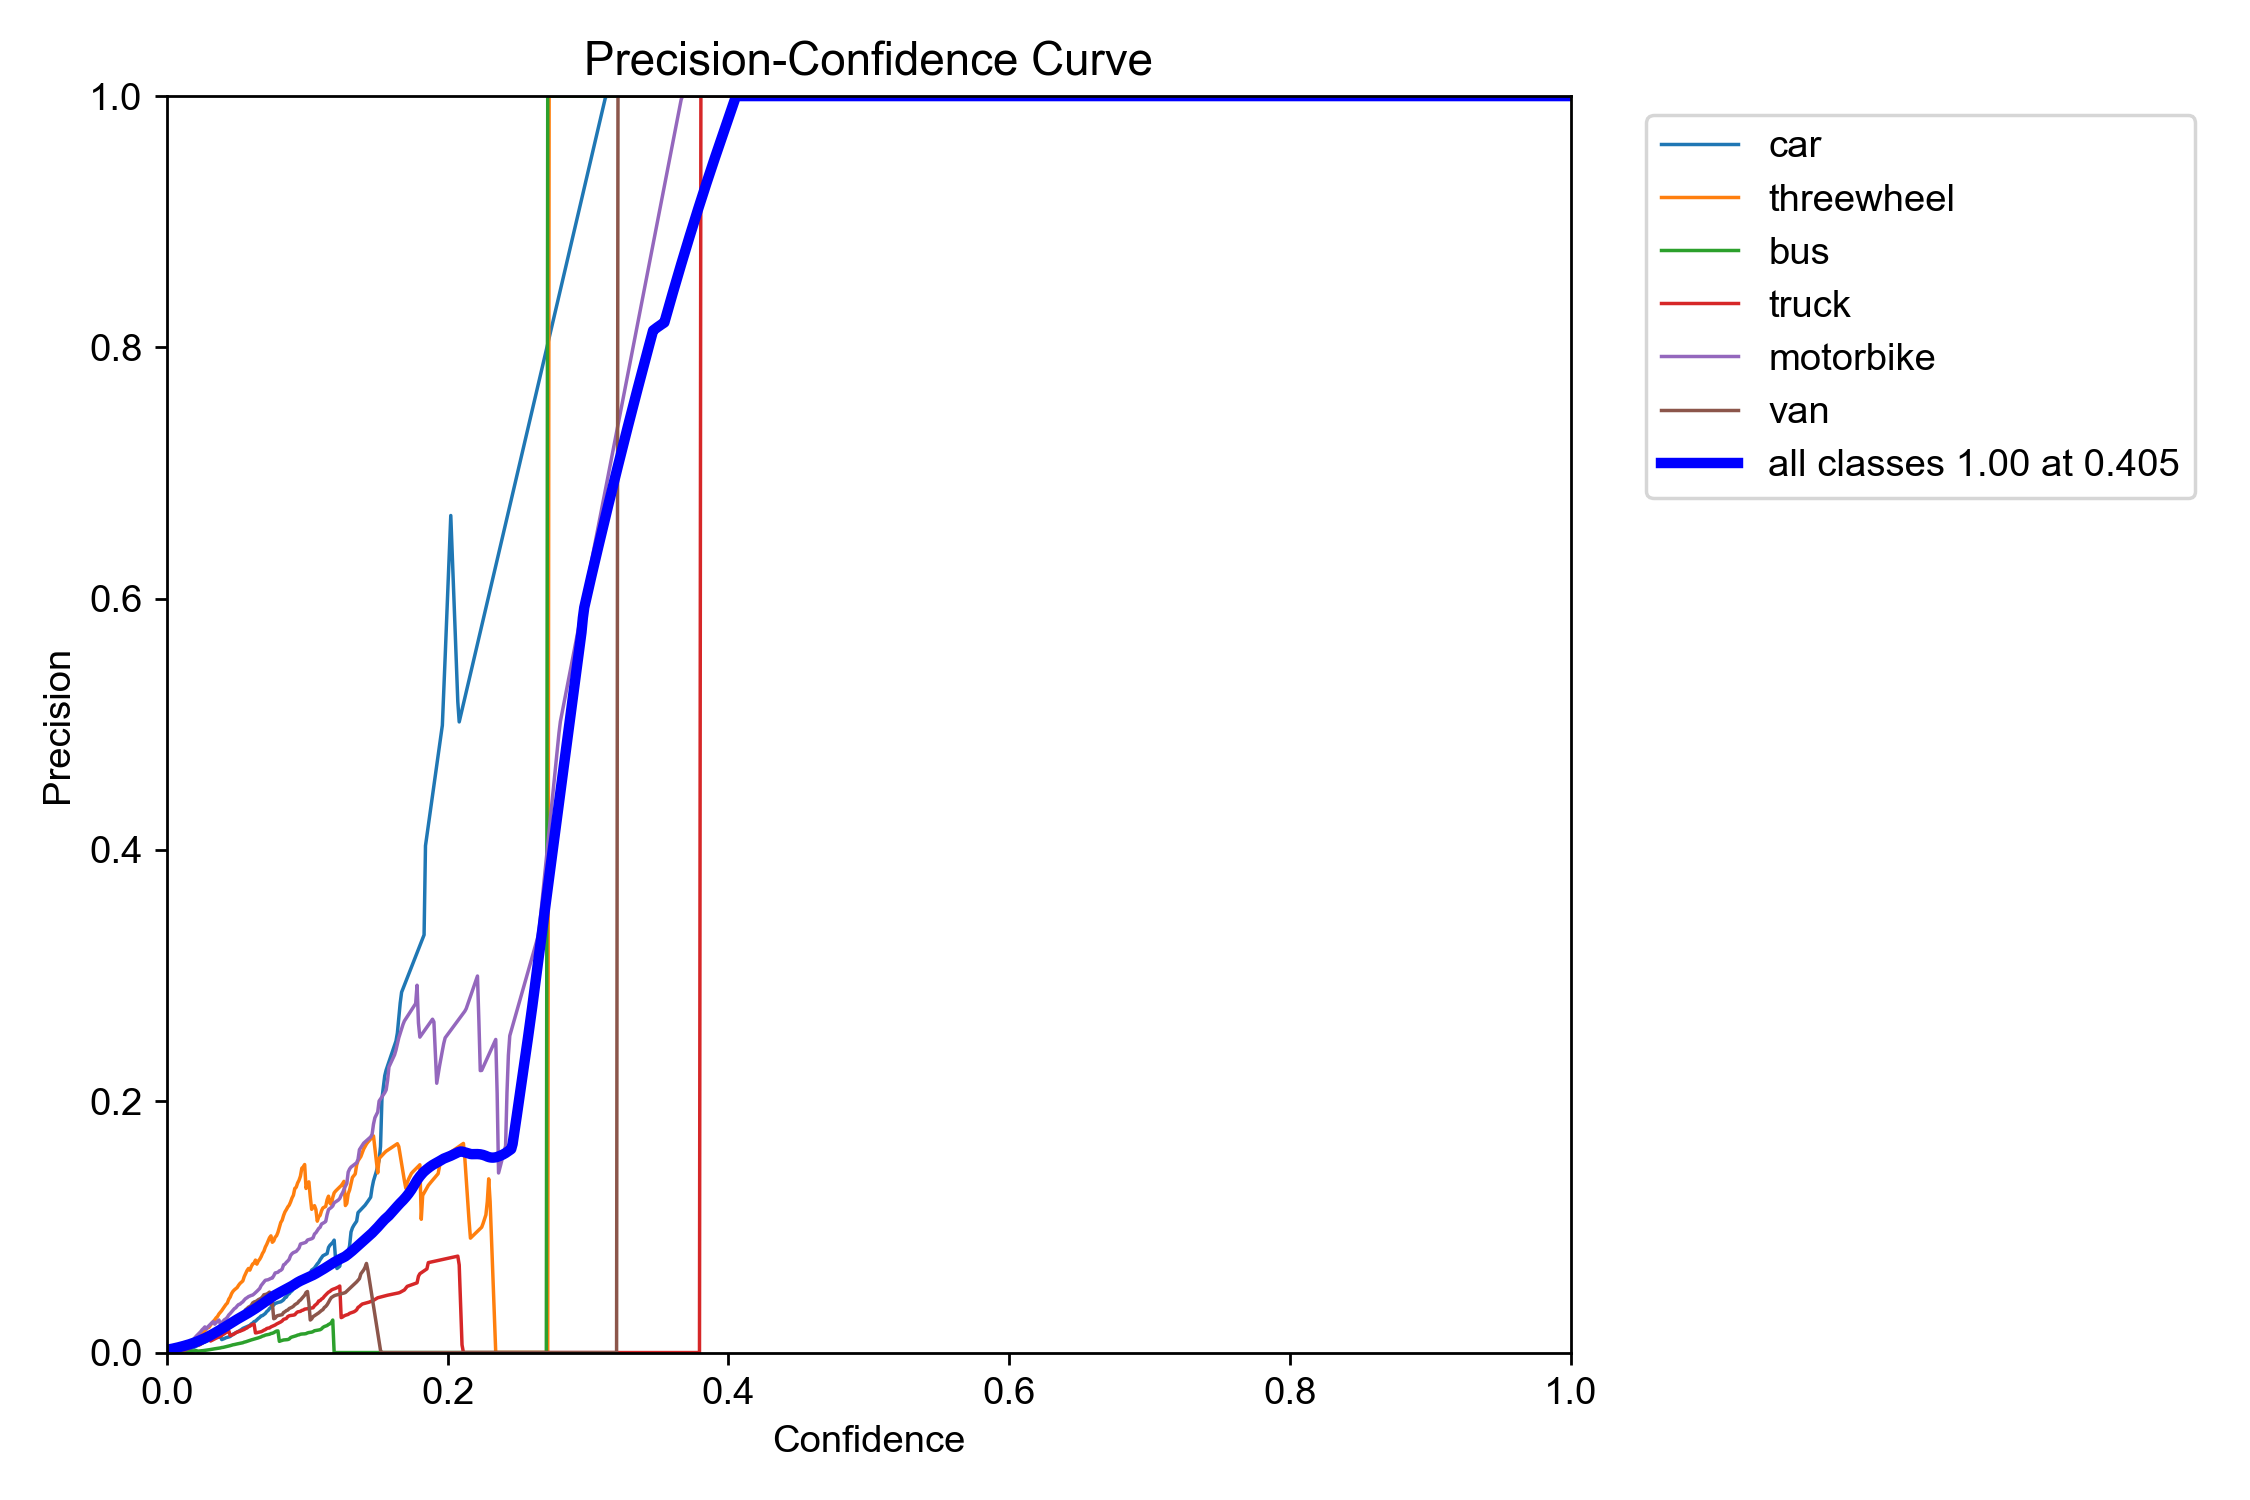 Precision-Confidence Curve
1.0
0.8
0.6
0.4
0.2
0.0
Precision
0.0 0.2 0.4 0.6 0.8 1.0
Confidence
car
threewheel
bus
truck
motorbike
van
all classes 1.00 at 0.405